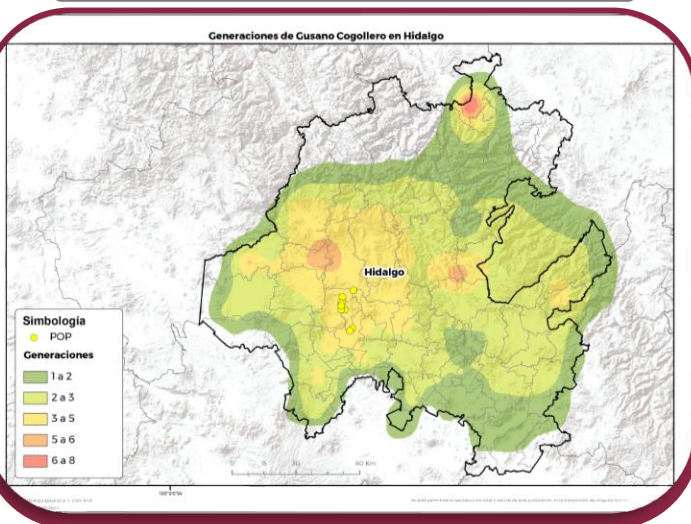 Generaciones de Gusano Cogollero en Hidalgo
Hidalgo
Simbología
POP
Generaciones
1 a 2
2 a 3
3 a 5
5 a 6
6 a 8
60 Km